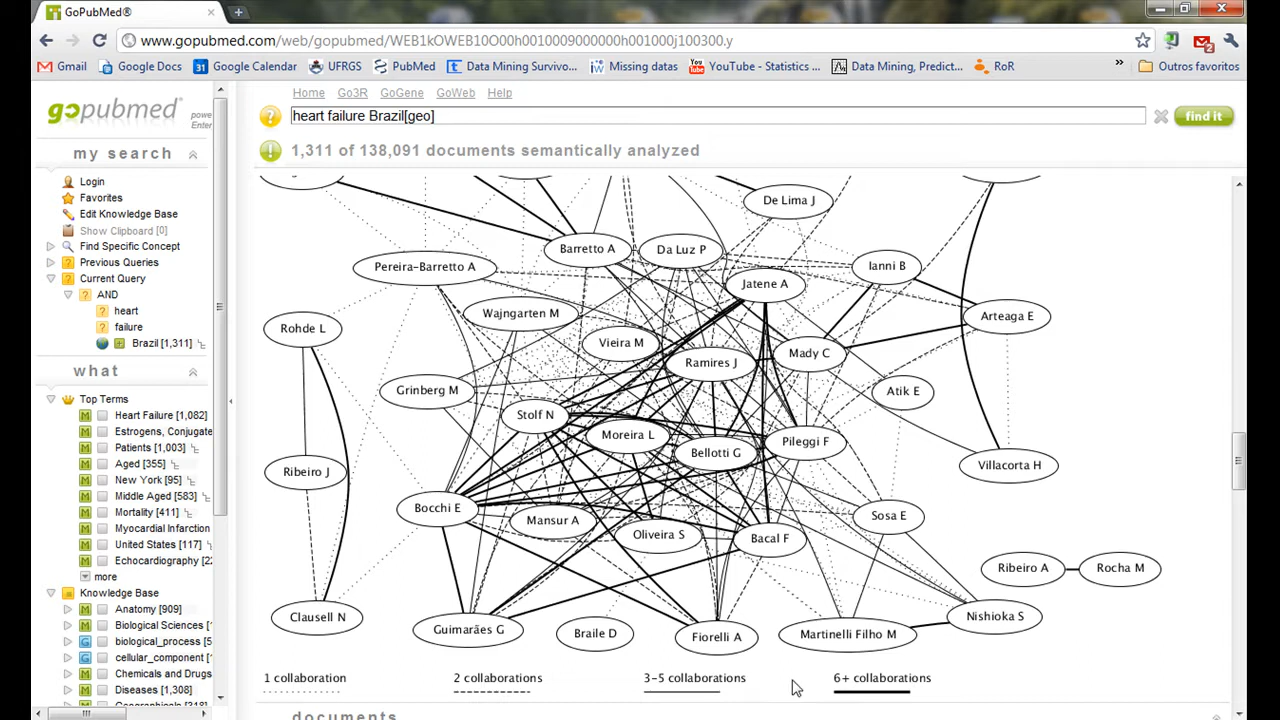 GoPubMed®
www.gopubmed.com/web/gopubmed/WEB1kOWEB10O00h0010009000000h001000j100300.y
Gmail
Google Docs
31 Google Calendar
UFRGS
PubMed
Data Mining Survivo...
Missing datas
YouTube - Statistics ...
Data Mining, Predict...
RoR
»
Outros favoritos
gopubmed®
powe
Enter
Home
Go3R
GoGene
GoWeb
Help
heart failure Brazil[geo]
find it
my search
1,311 of 138,091 documents semantically analyzed
Login
Favorites
Edit Knowledge Base
Show Clipboard [0]
Find Specific Concept
Previous Queries
Current Query
AND
heart
failure
Brazil [1,311]
what
Top Terms
Heart Failure [1,082]
Estrogens, Conjugate
Patients [1,003]
Aged [355]
New York [95]
Middle Aged [583]
Mortality [411]
Myocardial Infarction
United States [117]
Echocardiography [22
more
Knowledge Base
Anatomy [909]
Biological Sciences [
biological_process [5
cellular_component [
Chemicals and Drugs
Diseases [1,308]
De Lima J
Barretto A
Da Luz P
Pereira-Barretto A
Ianni B
Jatene A
Wajngarten M
Arteaga E
Rohde L
Vieira M
Mady C
Ramires J
Grinberg M
Atik E
Stolf N
Moreira L
Pileggi F
Bellotti G
Villacorta H
Ribeiro J
Bocchi E
Mansur A
Sosa E
Oliveira S
Bacal F
Ribeiro A
Rocha M
Clausell N
Nishioka S
Guimarães G
Braile D
Fiorelli A
Martinelli Filho M
1 collaboration
2 collaborations
3-5 collaborations
6+ collaborations
documents